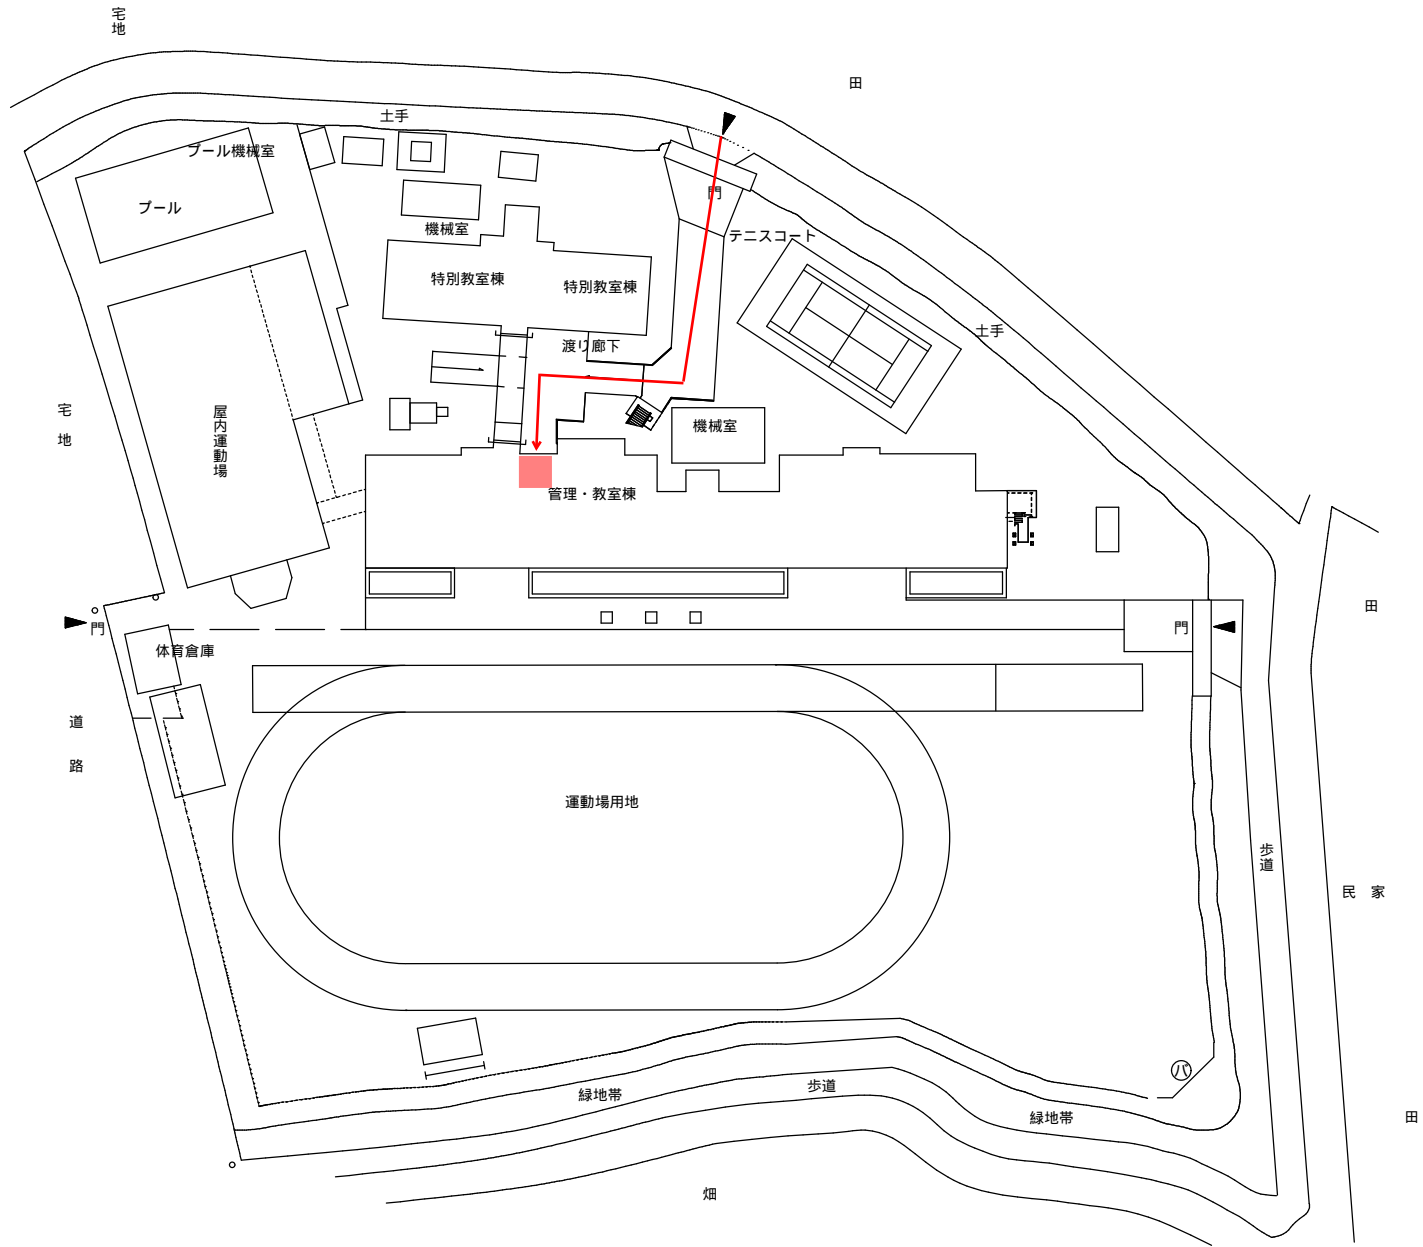 宅地
田
土手
プール機械室
門
プール
機械室
テニスコート
特別教室棟
特別教室棟
渡り廊下
土手
宅地
屋内運動場
機械室
管理・教室棟
田
門
門
体育倉庫
道路
運動場用地
歩道
民 家
パ
歩道
緑地帯
緑地帯
田
畑